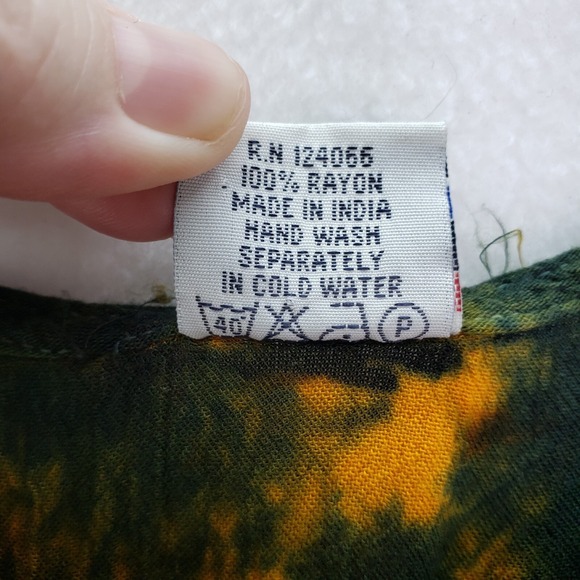 R.N 124066
100% RAYON
MADE IN INDIA
HAND WASH
SEPARATELY
IN COLD WATER
40 P